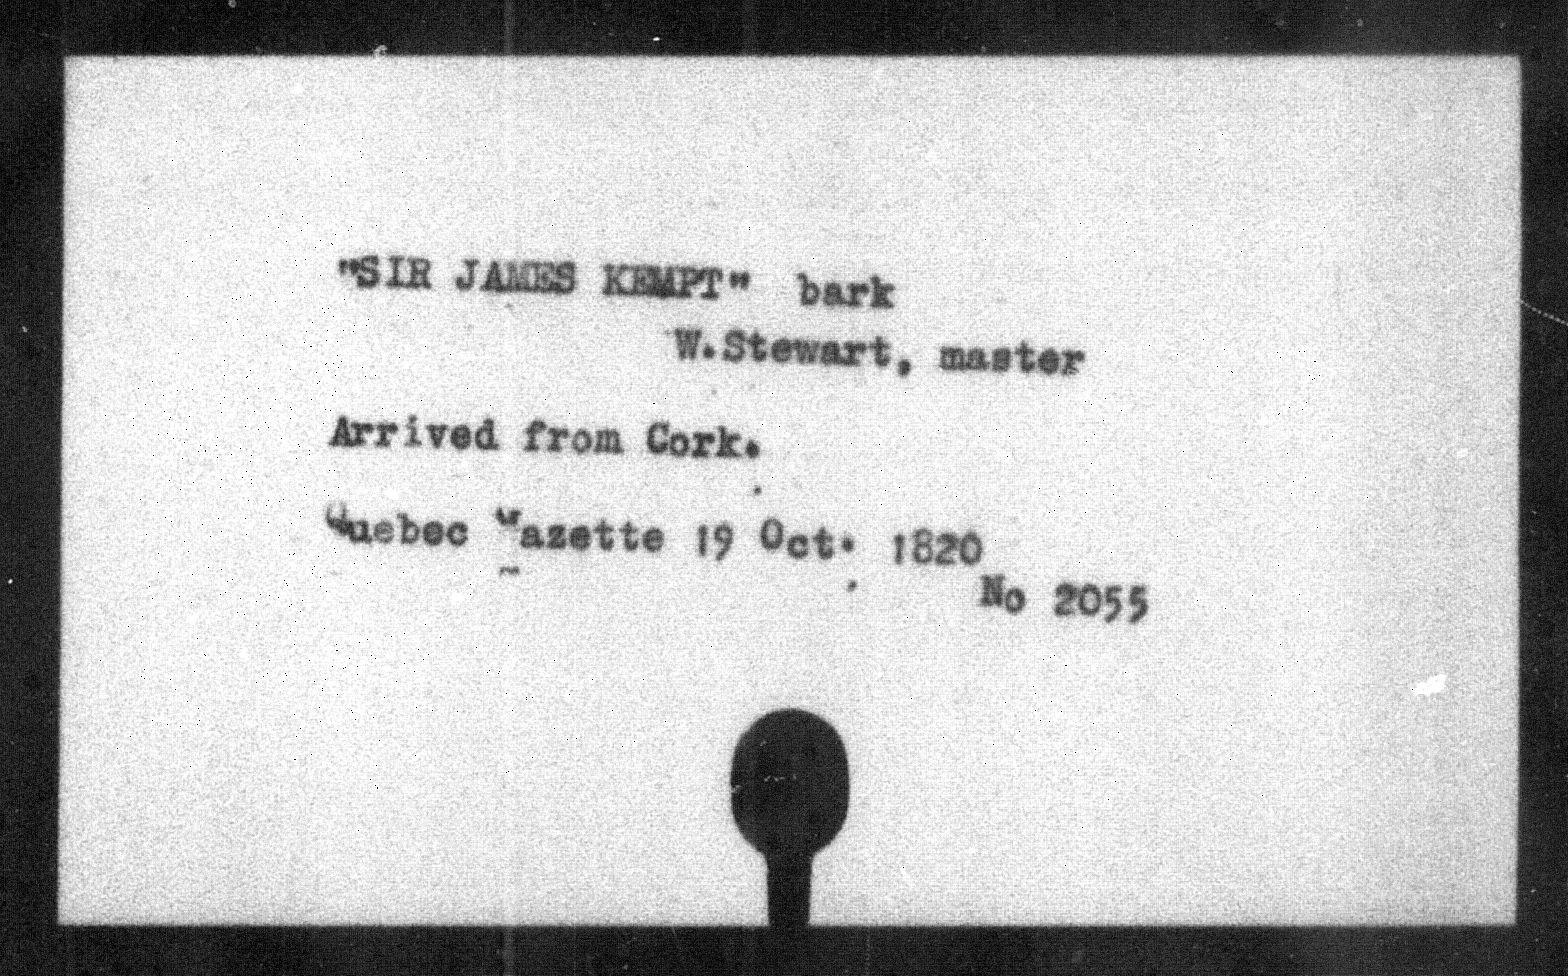 "SIR JAMES KEMPT" bark
W.Stewart, master
Arrived from Cork.
Quebec Gazette 19 Oct. 1820
No 2055